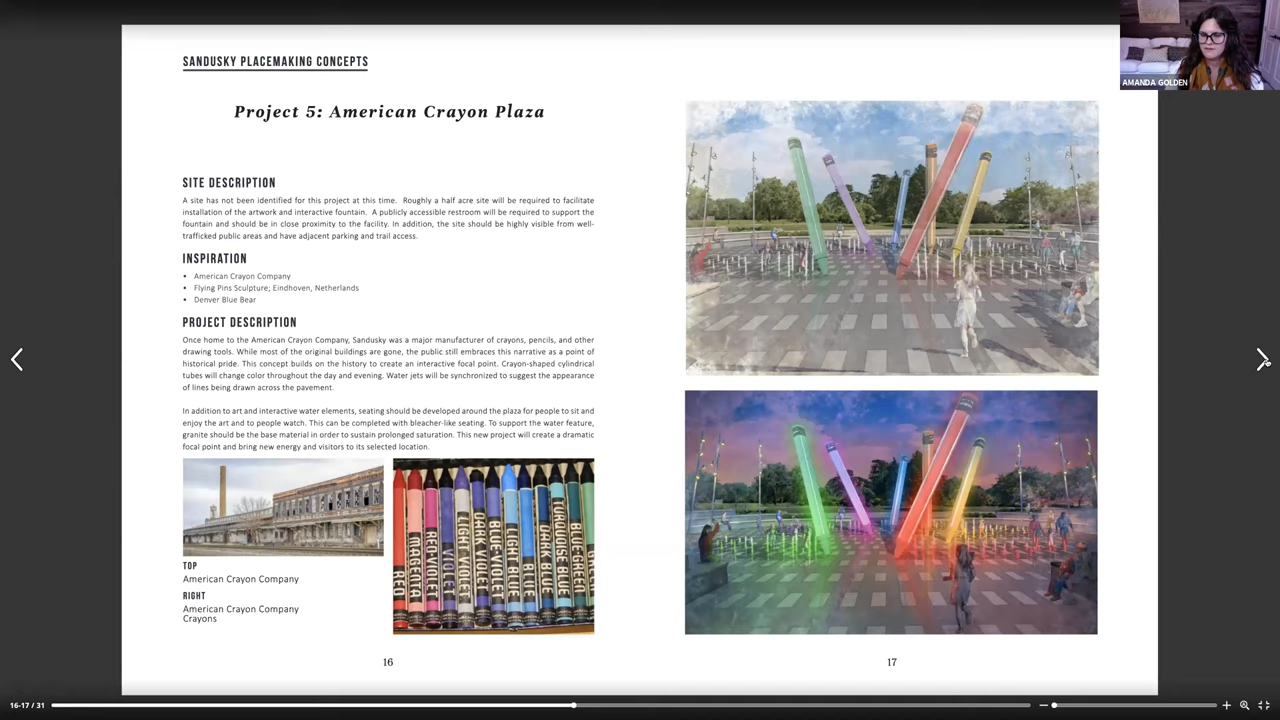 AMANDA GOLDEN
SANDUSKY PLACEMAKING CONCEPTS
Project 5: American Crayon Plaza
SITE DESCRIPTION
A site has not been identified for this project at this time. Roughly a half acre site will be required to facilitate
installation of the artwork and interactive fountain. A publicly accessible restroom will be required to support the
fountain and should be in close proximity to the facility. In addition, the site should be highly visible from well-
trafficked public areas and have adjacent parking and trail access.
INSPIRATION
• American Crayon Company
• Flying Pins Sculpture; Eindhoven, Netherlands
• Denver Blue Bear
PROJECT DESCRIPTION
Once home to the American Crayon Company, Sandusky was a major manufacturer of crayons, pencils, and other
drawing tools. While most of the original buildings are gone, the public still embraces this narrative as a point of
historical pride. This concept builds on the history to create an interactive focal point. Crayon-shaped cylindrical
tubes will change color throughout the day and evening. Water jets will be synchronized to suggest the appearance
of lines being drawn across the pavement.
In addition to art and interactive water elements, seating should be developed around the plaza for people to sit and
enjoy the art and to people watch. This can be completed with bleacher-like seating. To support the water feature,
granite should be the base material in order to sustain prolonged saturation. This new project will create a dramatic
focal point and bring new energy and visitors to its selected location.
RED
MAGENTA
RED-VIOLET
VIOLET
LIGHT VIOLET
DARK VIOLET
BLUE-VIOLET
LIGHT BLUE
BLUE
DARK BLUE
TURQUOISE BLUE
BLUE-GREEN
TOP
American Crayon Company
RIGHT
American Crayon Company
Crayons
16
17
16-17 / 31